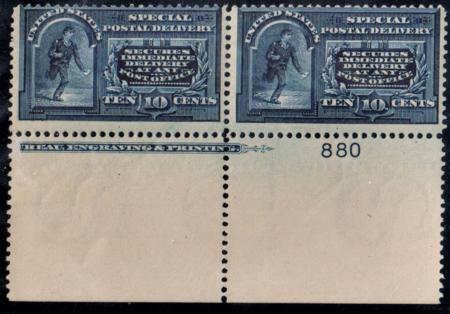 UNITED STATES
SPECIAL
POSTAL DELIVERY
SECURES
IMMEDIATE
DELIVERY
AT ANY
POST OFFICE
TEN 10 CENTS
UNITED STATES
SPECIAL
POSTAL DELIVERY
SECURES
IMMEDIATE
DELIVERY
AT ANY
POST OFFICE
TEN 10 CENTS
REAU, ENGRAVING & PRINTING
880